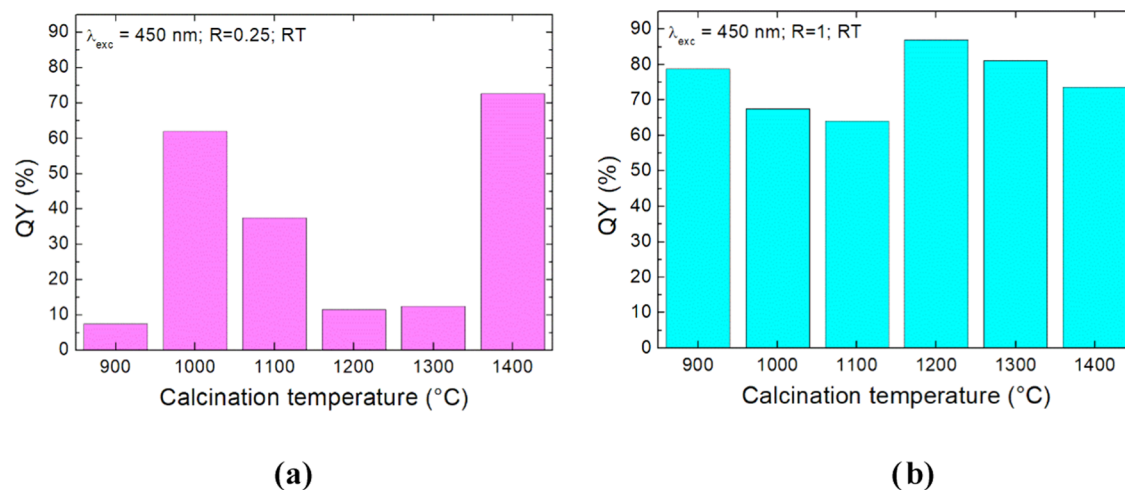 λexc = 450 nm; R=0.25; RT
QY (%)
90
80
70
60
50
40
30
20
10
0
900 1000 1100 1200 1300 1400
Calcination temperature (°C)
(a)
λexc = 450 nm; R=1; RT
QY (%)
90
80
70
60
50
40
30
20
10
0
900 1000 1100 1200 1300 1400
Calcination temperature (°C)
(b)